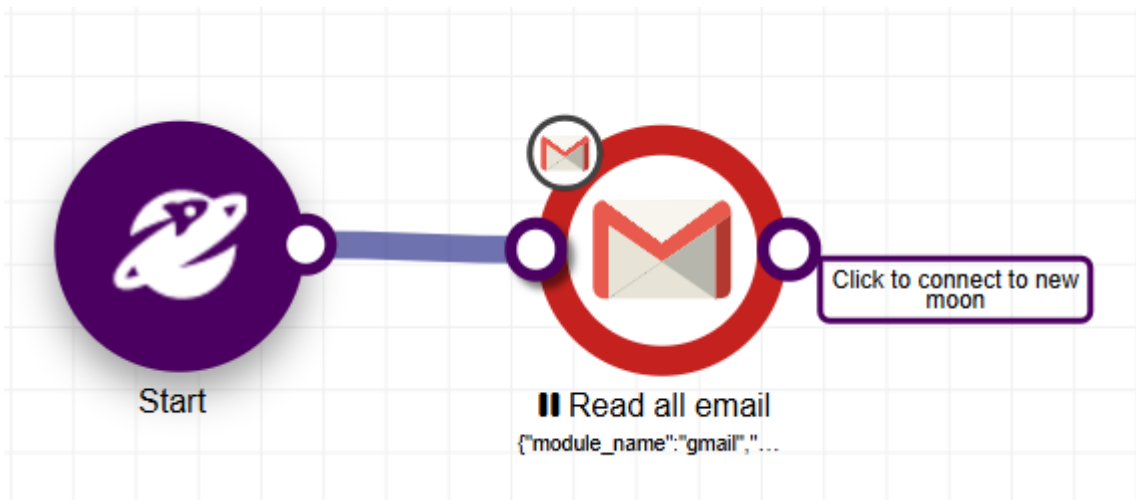 Click to connect to new
moon
Start
Read all email
{"module_name":"gmail","...